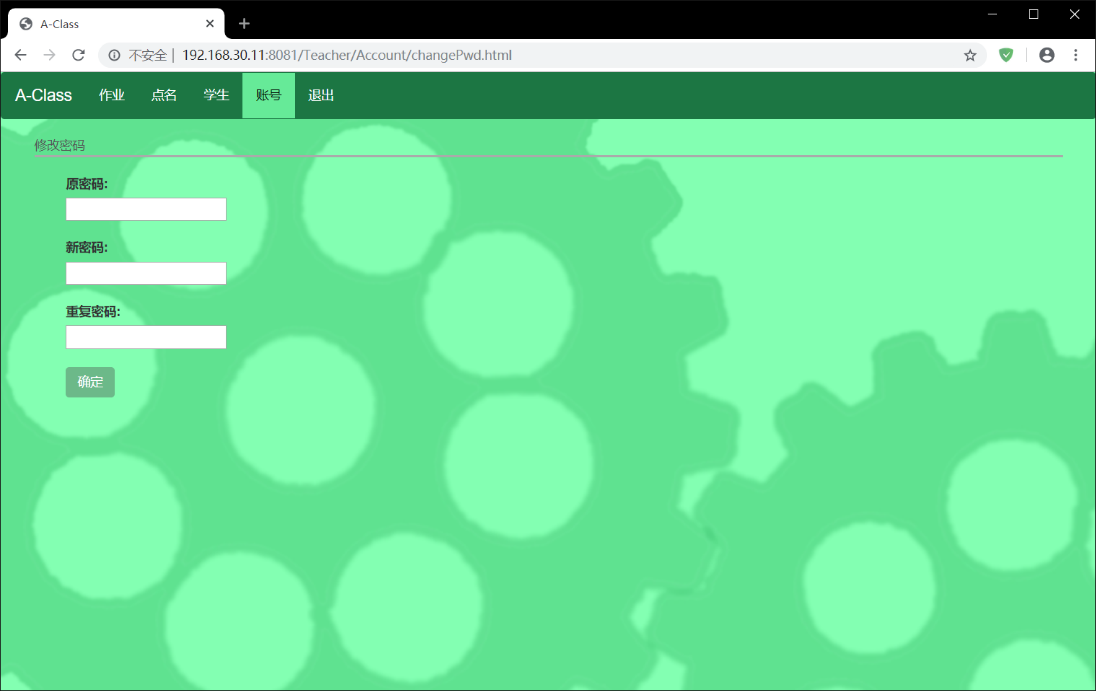 A-Class
不安全 | 192.168.30.11:8081/Teacher/Account/changePwd.html
A-Class 作业 点名 学生 账号 退出
修改密码
原密码:
新密码:
重复密码:
确定